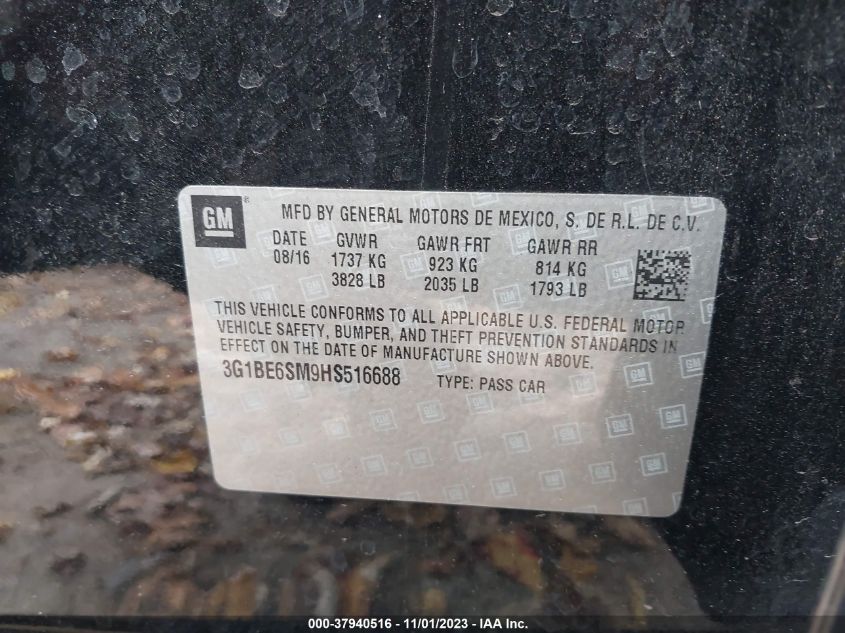 GM ®
MFD BY GENERAL MOTORS DE MEXICO, S. DE R.L. DE C.V.
DATE GVWR GAWR FRT GAWR RR
08/16 1737 KG 923 KG 814 KG
3828 LB 2035 LB 1793 LB
THIS VEHICLE CONFORMS TO ALL APPLICABLE U.S. FEDERAL MOTOR
VEHICLE SAFETY, BUMPER, AND THEFT PREVENTION STANDARDS IN
EFFECT ON THE DATE OF MANUFACTURE SHOWN ABOVE.
3G1BE6SM9HS516688 TYPE: PASS CAR
000-37940516 - 11/01/2023 - IAA Inc.